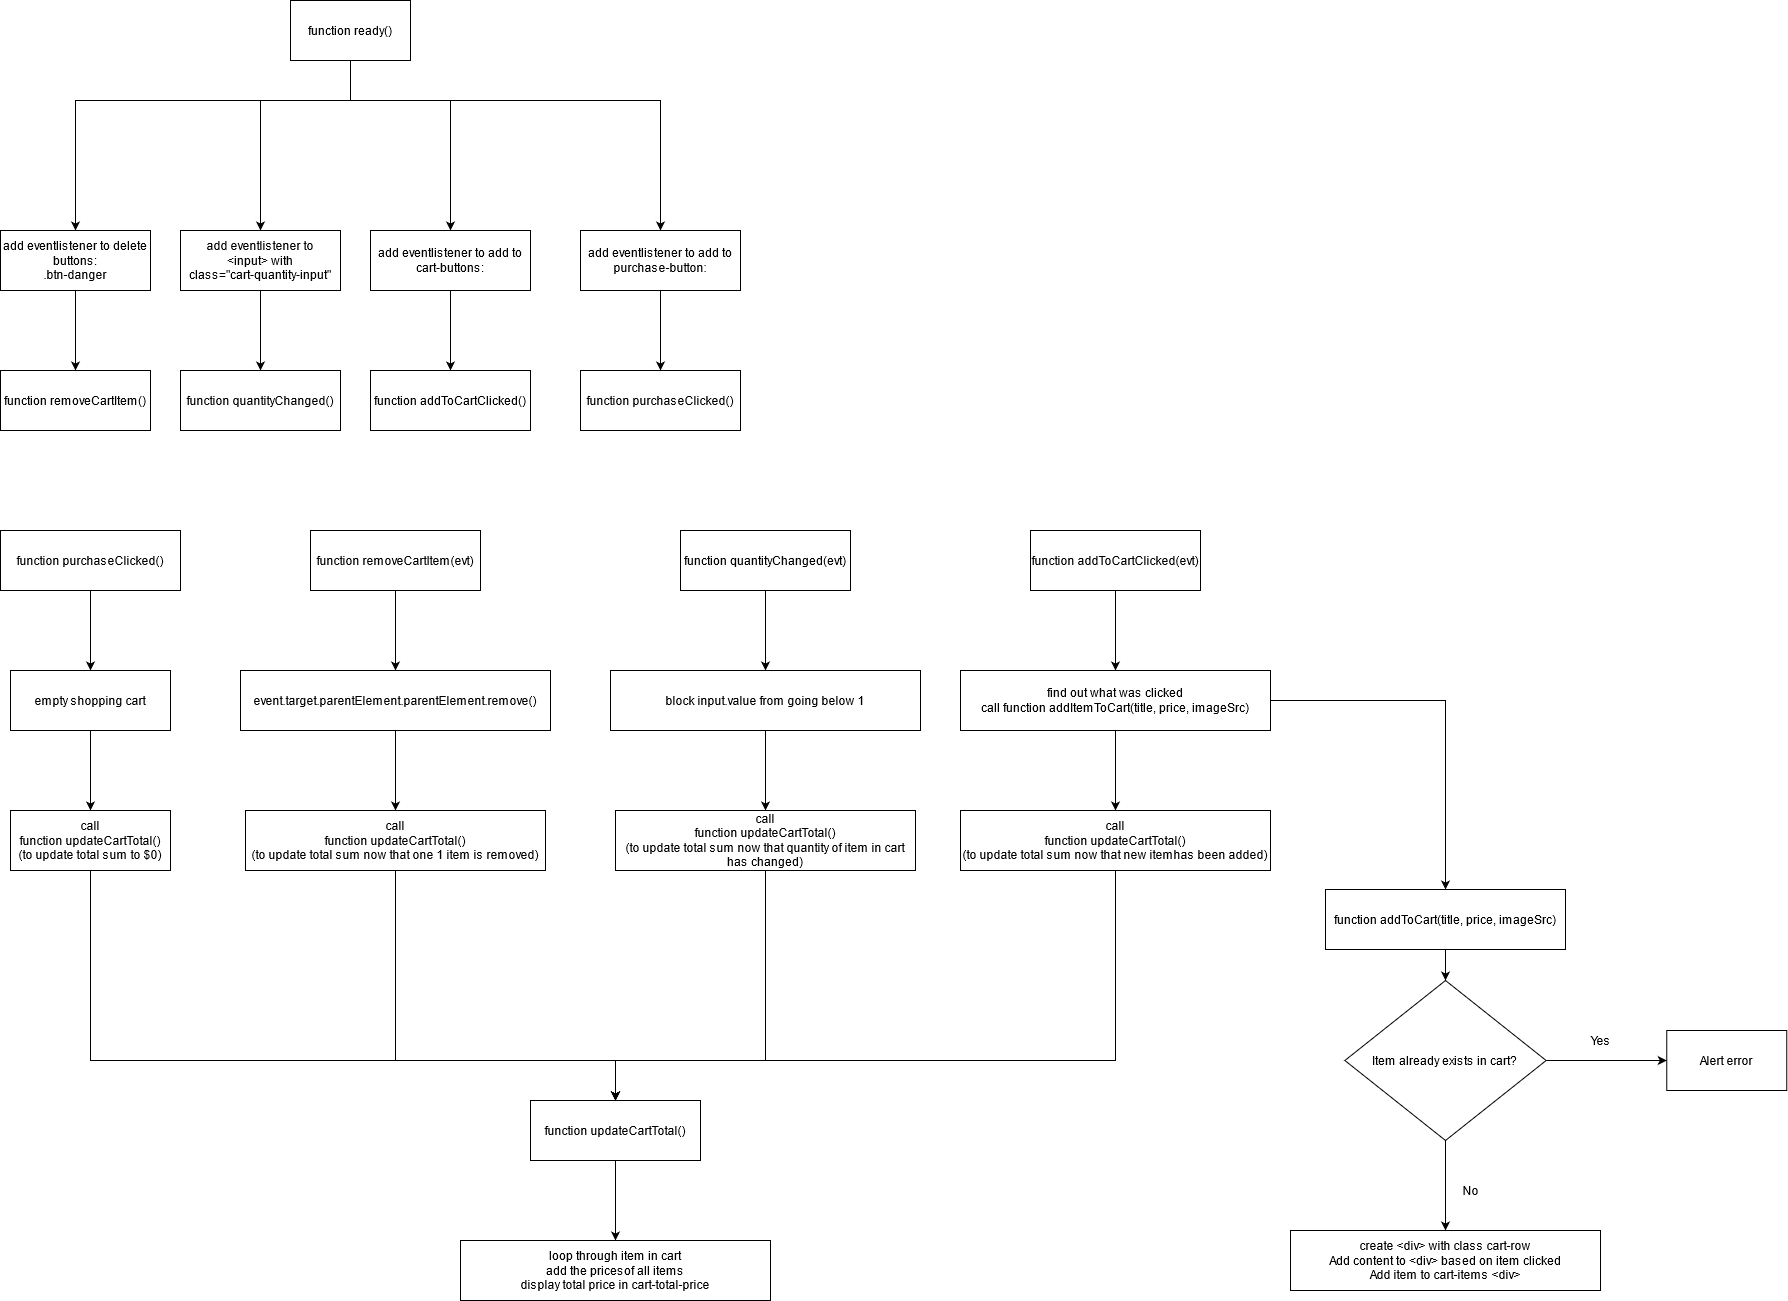 function ready()
add eventlistener to delete
buttons:
.btn-danger
add eventlistener to
<input> with
class="cart-quantity-input"
add eventlistener to add to
cart-buttons:
add eventlistener to add to
purchase-button:
function removeCartItem()
function quantityChanged()
function addToCartClicked()
function purchaseClicked()
function purchaseClicked()
function removeCartItem(evt)
function quantityChanged(evt)
function addToCartClicked(evt)
empty shopping cart
event.target.parentElement.parentElement.remove()
block input.value from going below 1
find out what was clicked
call function addItemToCart(title, price, imageSrc)
call
function updateCartTotal()
(to update total sum to $0)
call
function updateCartTotal()
(to update total sum now that one 1 item is removed)
call
function updateCartTotal()
(to update total sum now that quantity of item in cart
has changed)
call
function updateCartTotal()
(to update total sum now that new item has been added)
function addToCart(title, price, imageSrc)
Item already exists in cart?
Yes
Alert error
function updateCartTotal()
No
loop through item in cart
add the prices of all items
display total price in cart-total-price
create <div> with class cart-row
Add content to <div> based on item clicked
Add item to cart-items <div>